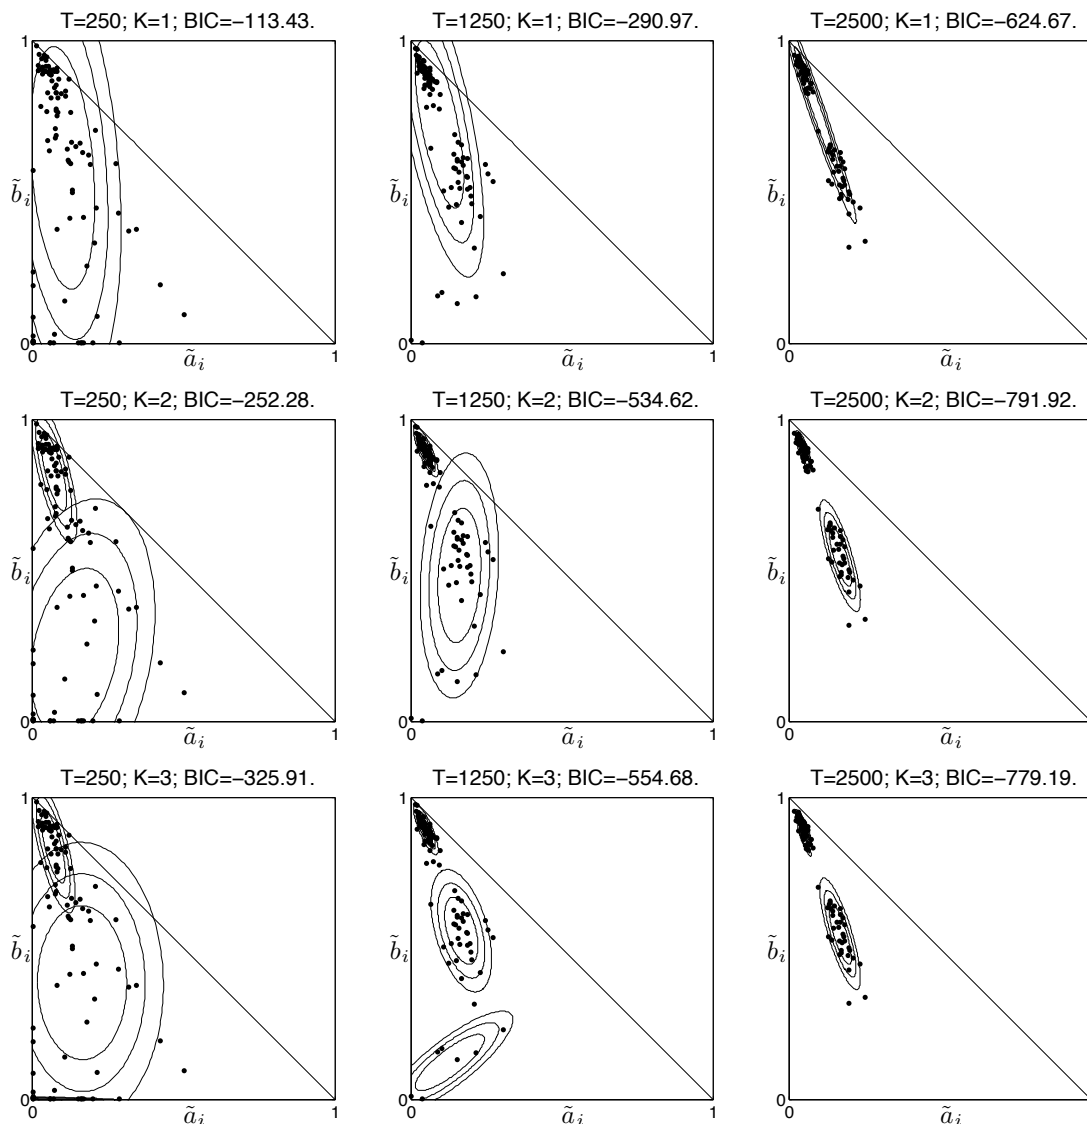 T=250; K=1; BIC=−113.43.
T=1250; K=1; BIC=−290.97.
T=2500; K=1; BIC=−624.67.
1
1
1
b̃ᵢ
b̃ᵢ
b̃ᵢ
0
0
0
0 ãᵢ 1
0 ãᵢ 1
0 ãᵢ
T=250; K=2; BIC=−252.28.
T=1250; K=2; BIC=−534.62.
T=2500; K=2; BIC=−791.92.
1
1
1
b̃ᵢ
b̃ᵢ
b̃ᵢ
0
0
0
0 ãᵢ 1
0 ãᵢ 1
0 ãᵢ
T=250; K=3; BIC=−325.91.
T=1250; K=3; BIC=−554.68.
T=2500; K=3; BIC=−779.19.
1
1
1
b̃ᵢ
b̃ᵢ
b̃ᵢ
0
0
0
0 ãᵢ 1
0 ãᵢ 1
0 ãᵢ